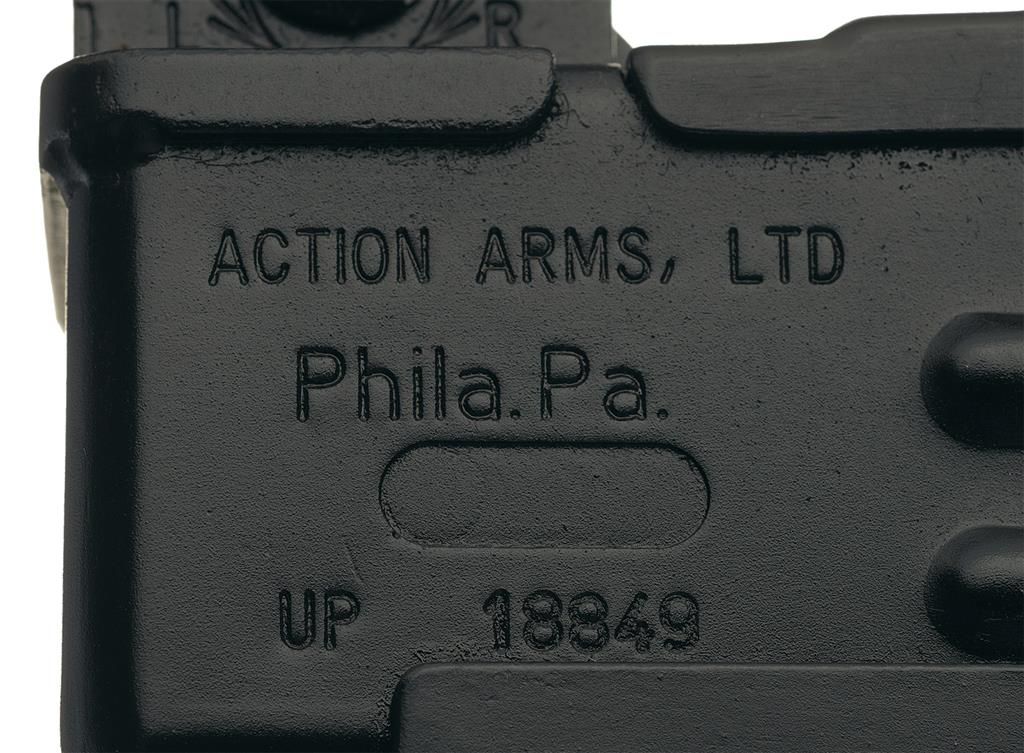 R
ACTION ARMS, LTD
Phila. Pa.
UP 18849